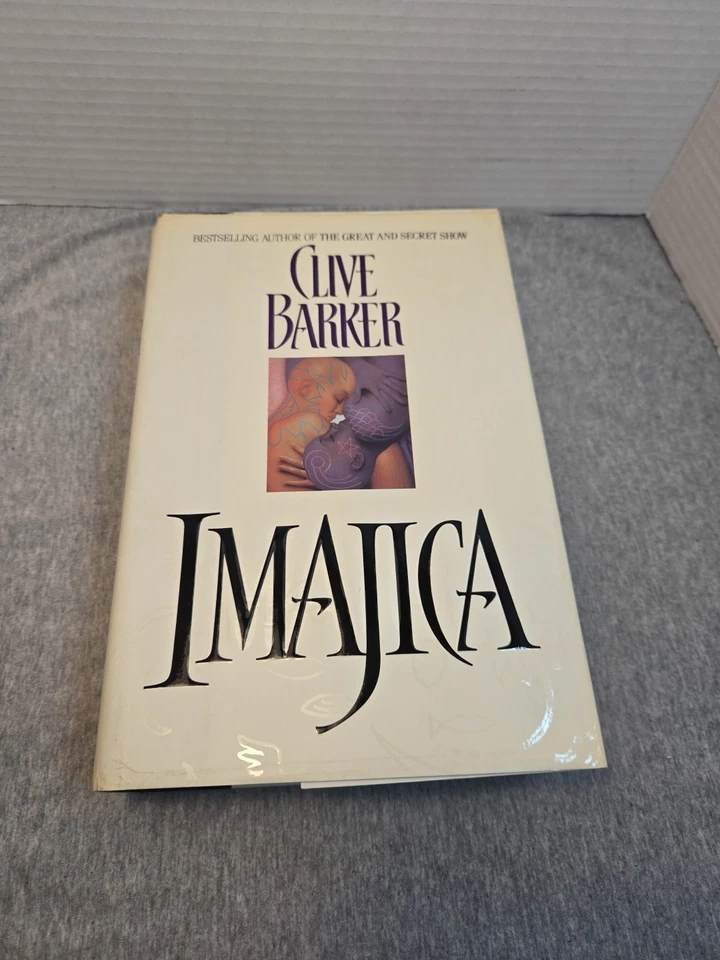 BESTSELLING AUTHOR OF THE GREAT AND SECRET SHOW
CLIVE
BARKER
IMAJICA